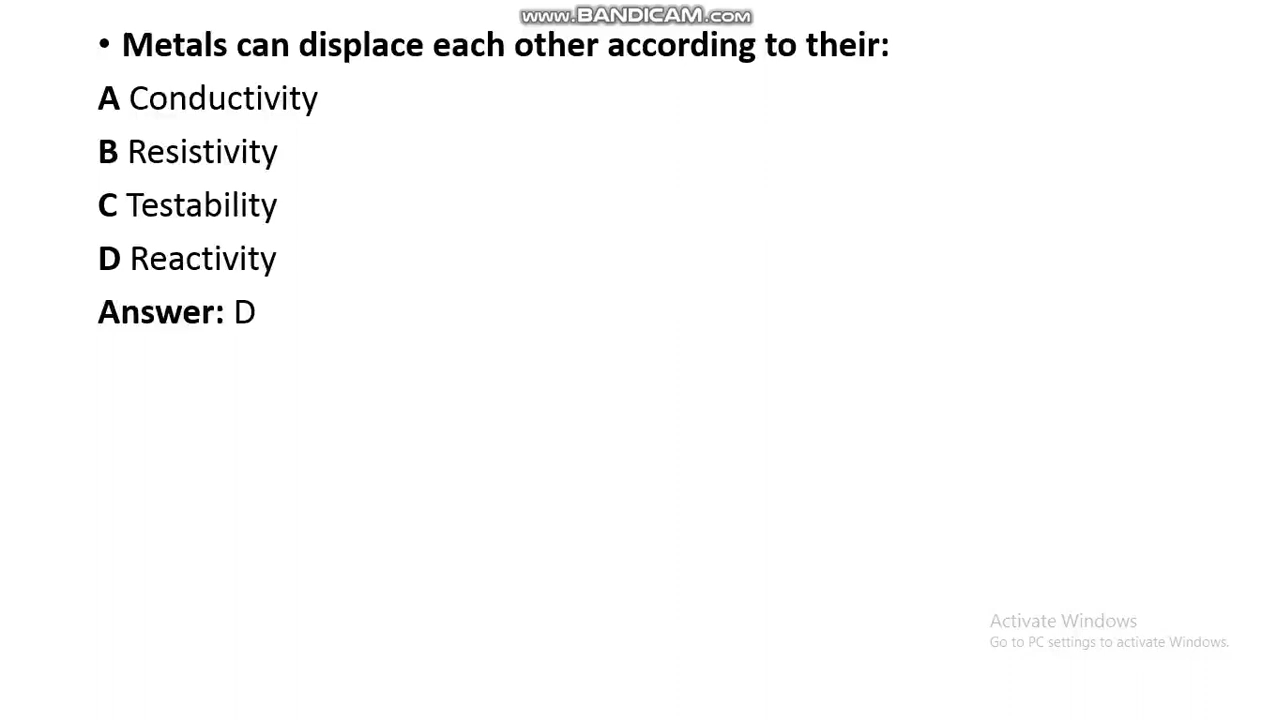 www.BANDICAM.com
• Metals can displace each other according to their:
A Conductivity
B Resistivity
C Testability
D Reactivity
Answer: D
Activate Windows
Go to PC settings to activate Windows.